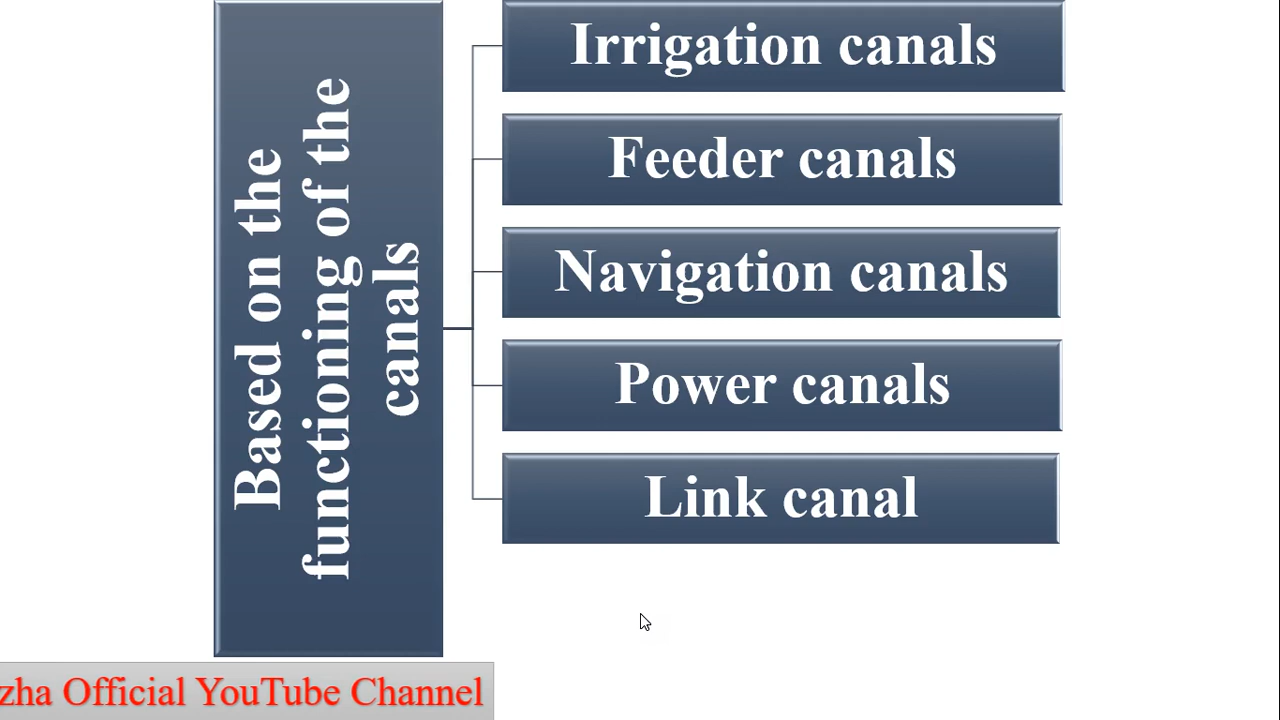 Based on the
functioning of the
canals
Irrigation canals
Feeder canals
Navigation canals
Power canals
Link canal
Official YouTube Channel